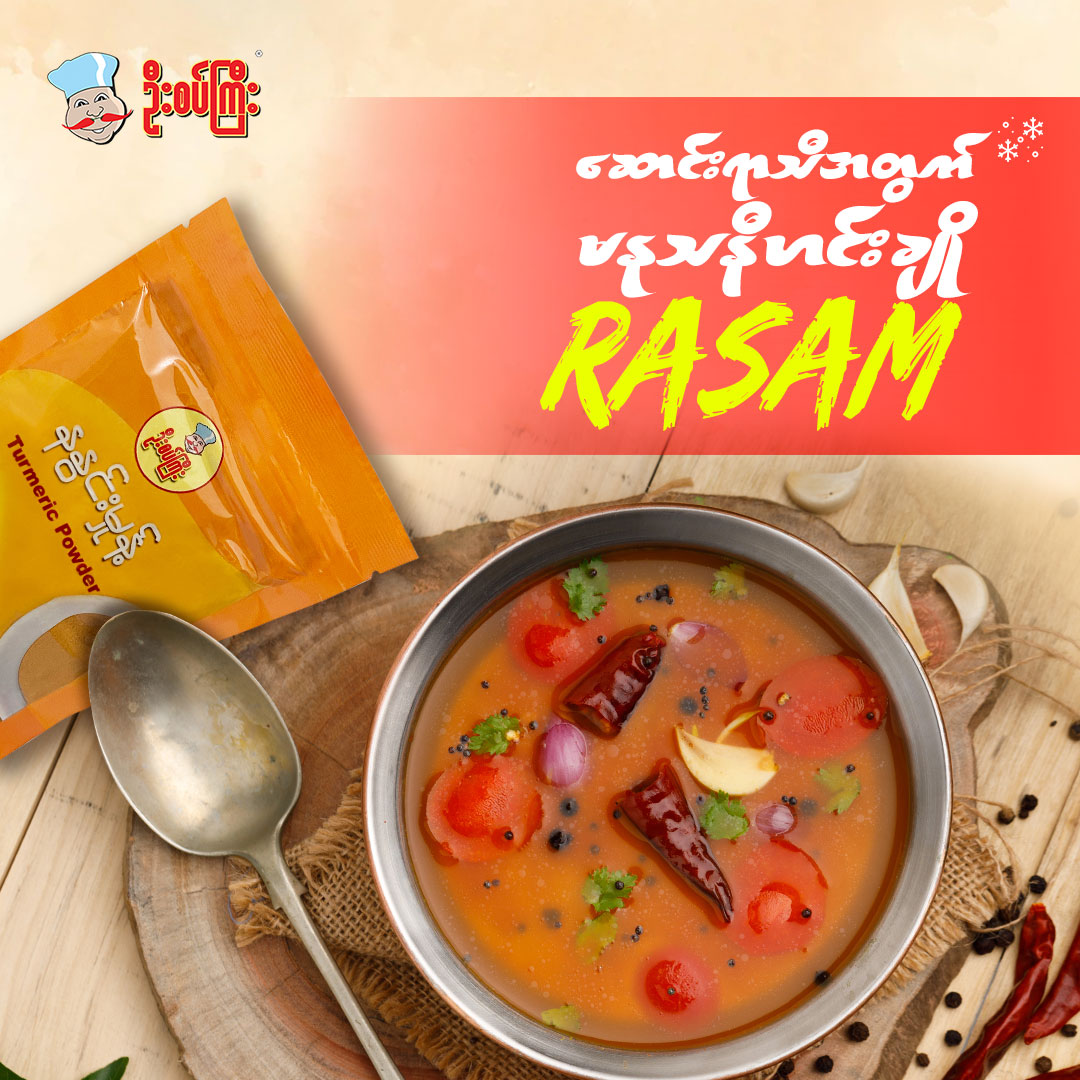 ဦးစပ်ကြီး
ဆောင်းရာသီအတွက်
မနုသနီဟင်းချို
RASAM
ဦးစပ်ကြီး
နနွင်းမှုန့်
Turmeric Powder